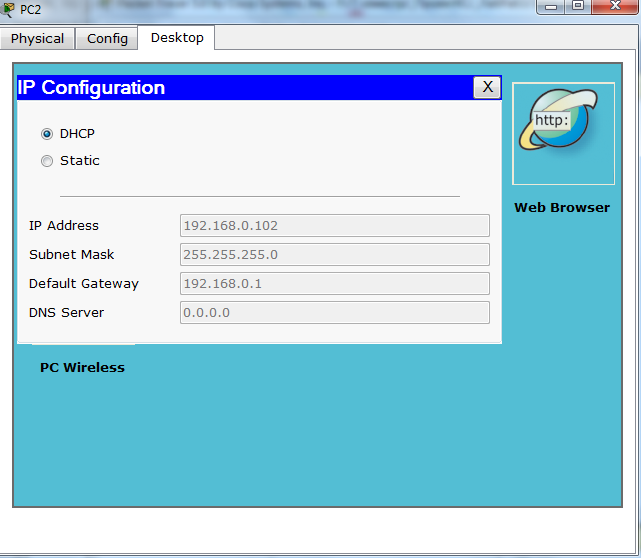 PC2
Physical Config Desktop
IP Configuration X
DHCP
Static
IP Address 192.168.0.102
Subnet Mask 255.255.255.0
Default Gateway 192.168.0.1
DNS Server 0.0.0.0
http:
Web Browser
PC Wireless